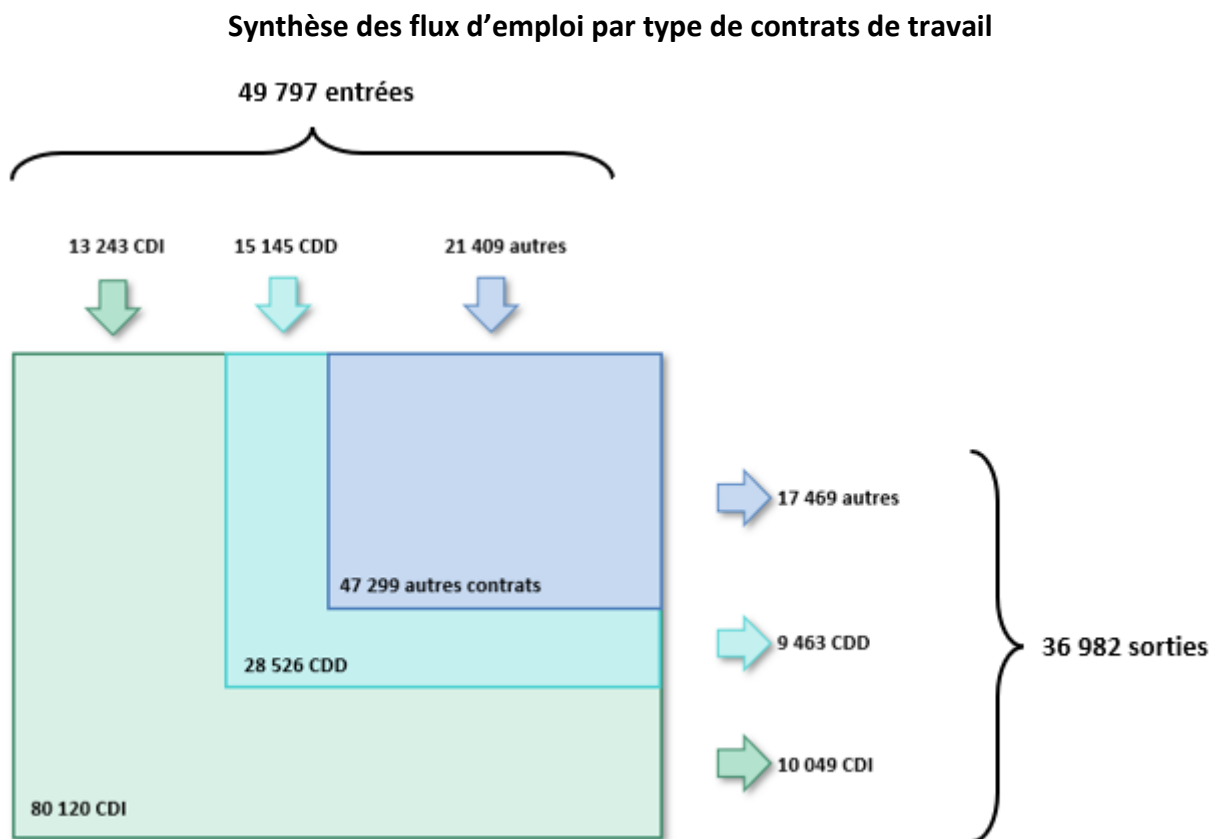 Synthèse des flux d’emploi par type de contrats de travail
49 797 entrées
13 243 CDI
15 145 CDD
21 409 autres
17 469 autres
47 299 autres contrats
9 463 CDD
36 982 sorties
28 526 CDD
10 049 CDI
80 120 CDI